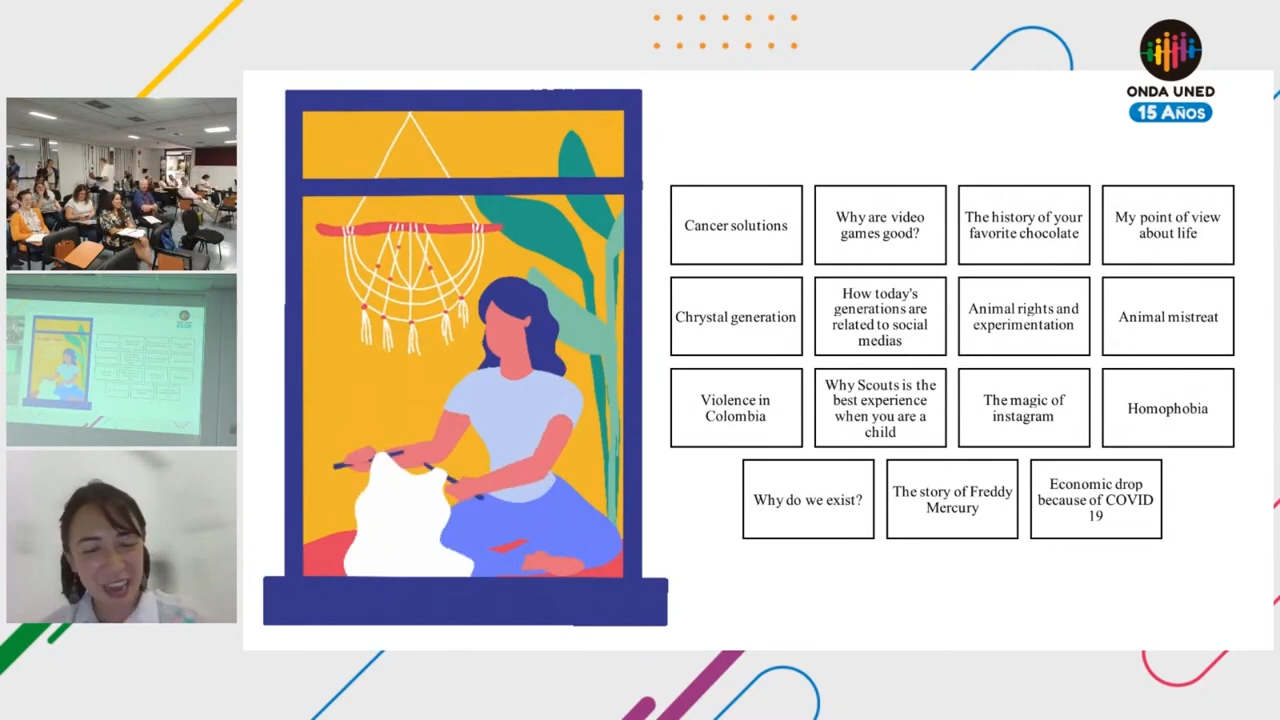 ONDA UNED
15 AÑOS
Cancer solutions
Why are video
games good?
The history of your
favorite chocolate
My point of view
about life
Chrystal generation
How today's
generations are
related to social
medias
Animal rights and
experimentation
Animal mistreat
Violence in
Colombia
Why Scouts is the
best experience
when you are a
child
The magic of
instagram
Homophobia
Why do we exist?
The story of Freddy
Mercury
Economic drop
because of COVID
19